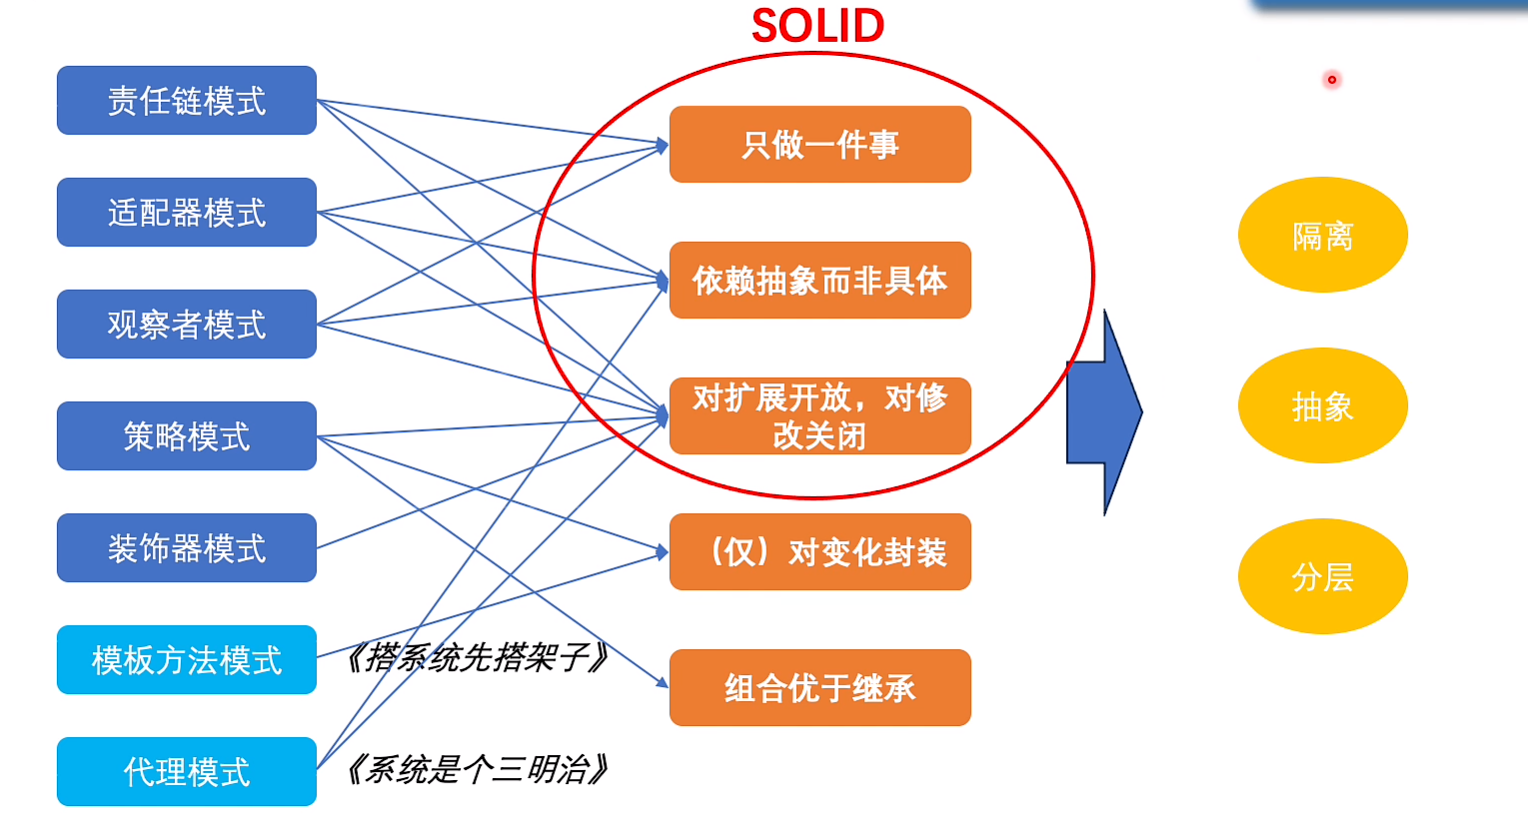 SOLID
责任链模式
适配器模式
观察者模式
策略模式
装饰器模式
模板方法模式
《搭系统先搭架子》
代理模式
《系统是个三明治》
只做一件事
依赖抽象而非具体
对扩展开放，对修
改关闭
（仅）对变化封装
组合优于继承
隔离
抽象
分层